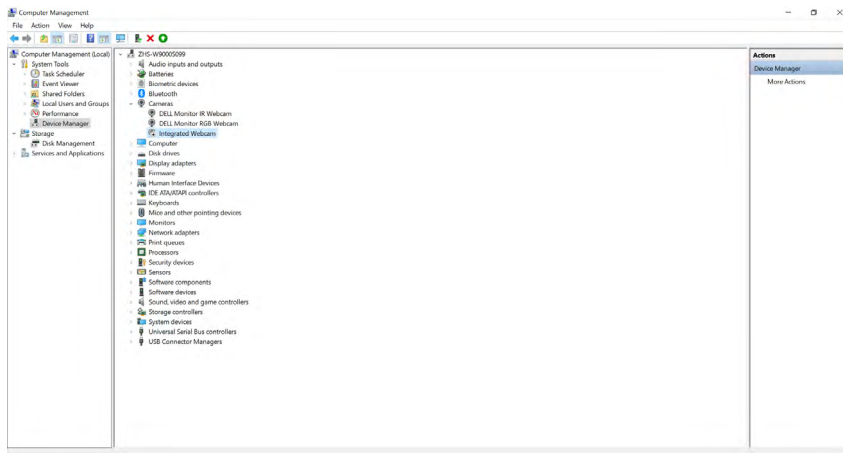 Computer Management
File Action View Help
Computer Management (Local)
System Tools
Task Scheduler
Event Viewer
Shared Folders
Local Users and Groups
Performance
Device Manager
Storage
Disk Management
Services and Applications
ZHS-W90005099
Audio inputs and outputs
Batteries
Biometric devices
Bluetooth
Cameras
DELL Monitor IR Webcam
DELL Monitor RGB Webcam
Integrated Webcam
Computer
Disk drives
Display adapters
Firmware
Human Interface Devices
IDE ATA/ATAPI controllers
Keyboards
Mice and other pointing devices
Monitors
Network adapters
Print queues
Processors
Security devices
Sensors
Software components
Software devices
Sound, video and game controllers
Storage controllers
System devices
Universal Serial Bus controllers
USB Connector Managers
Actions
Device Manager
More Actions